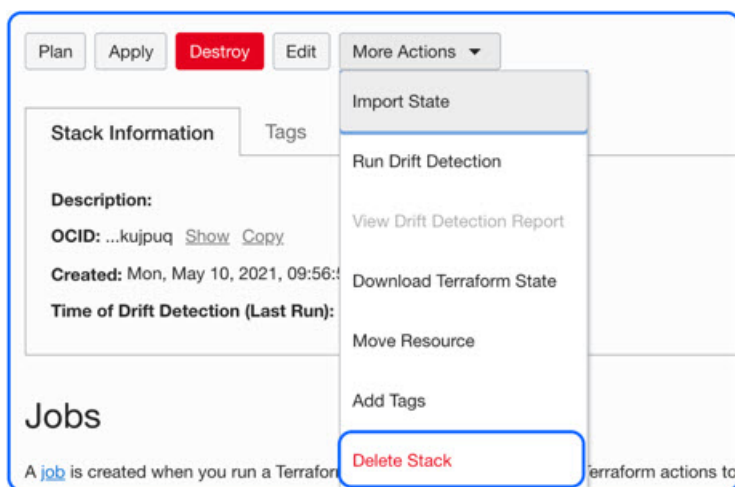 Plan Apply Destroy Edit More Actions
Import State
Stack Information Tags
Run Drift Detection
Description:
View Drift Detection Report
OCID: ...kujpuq Show Copy
Created: Mon, May 10, 2021, 09:56:
Download Terraform State
Time of Drift Detection (Last Run):
Move Resource
Add Tags
Jobs
Delete Stack
A job is created when you run a Terraform actions to